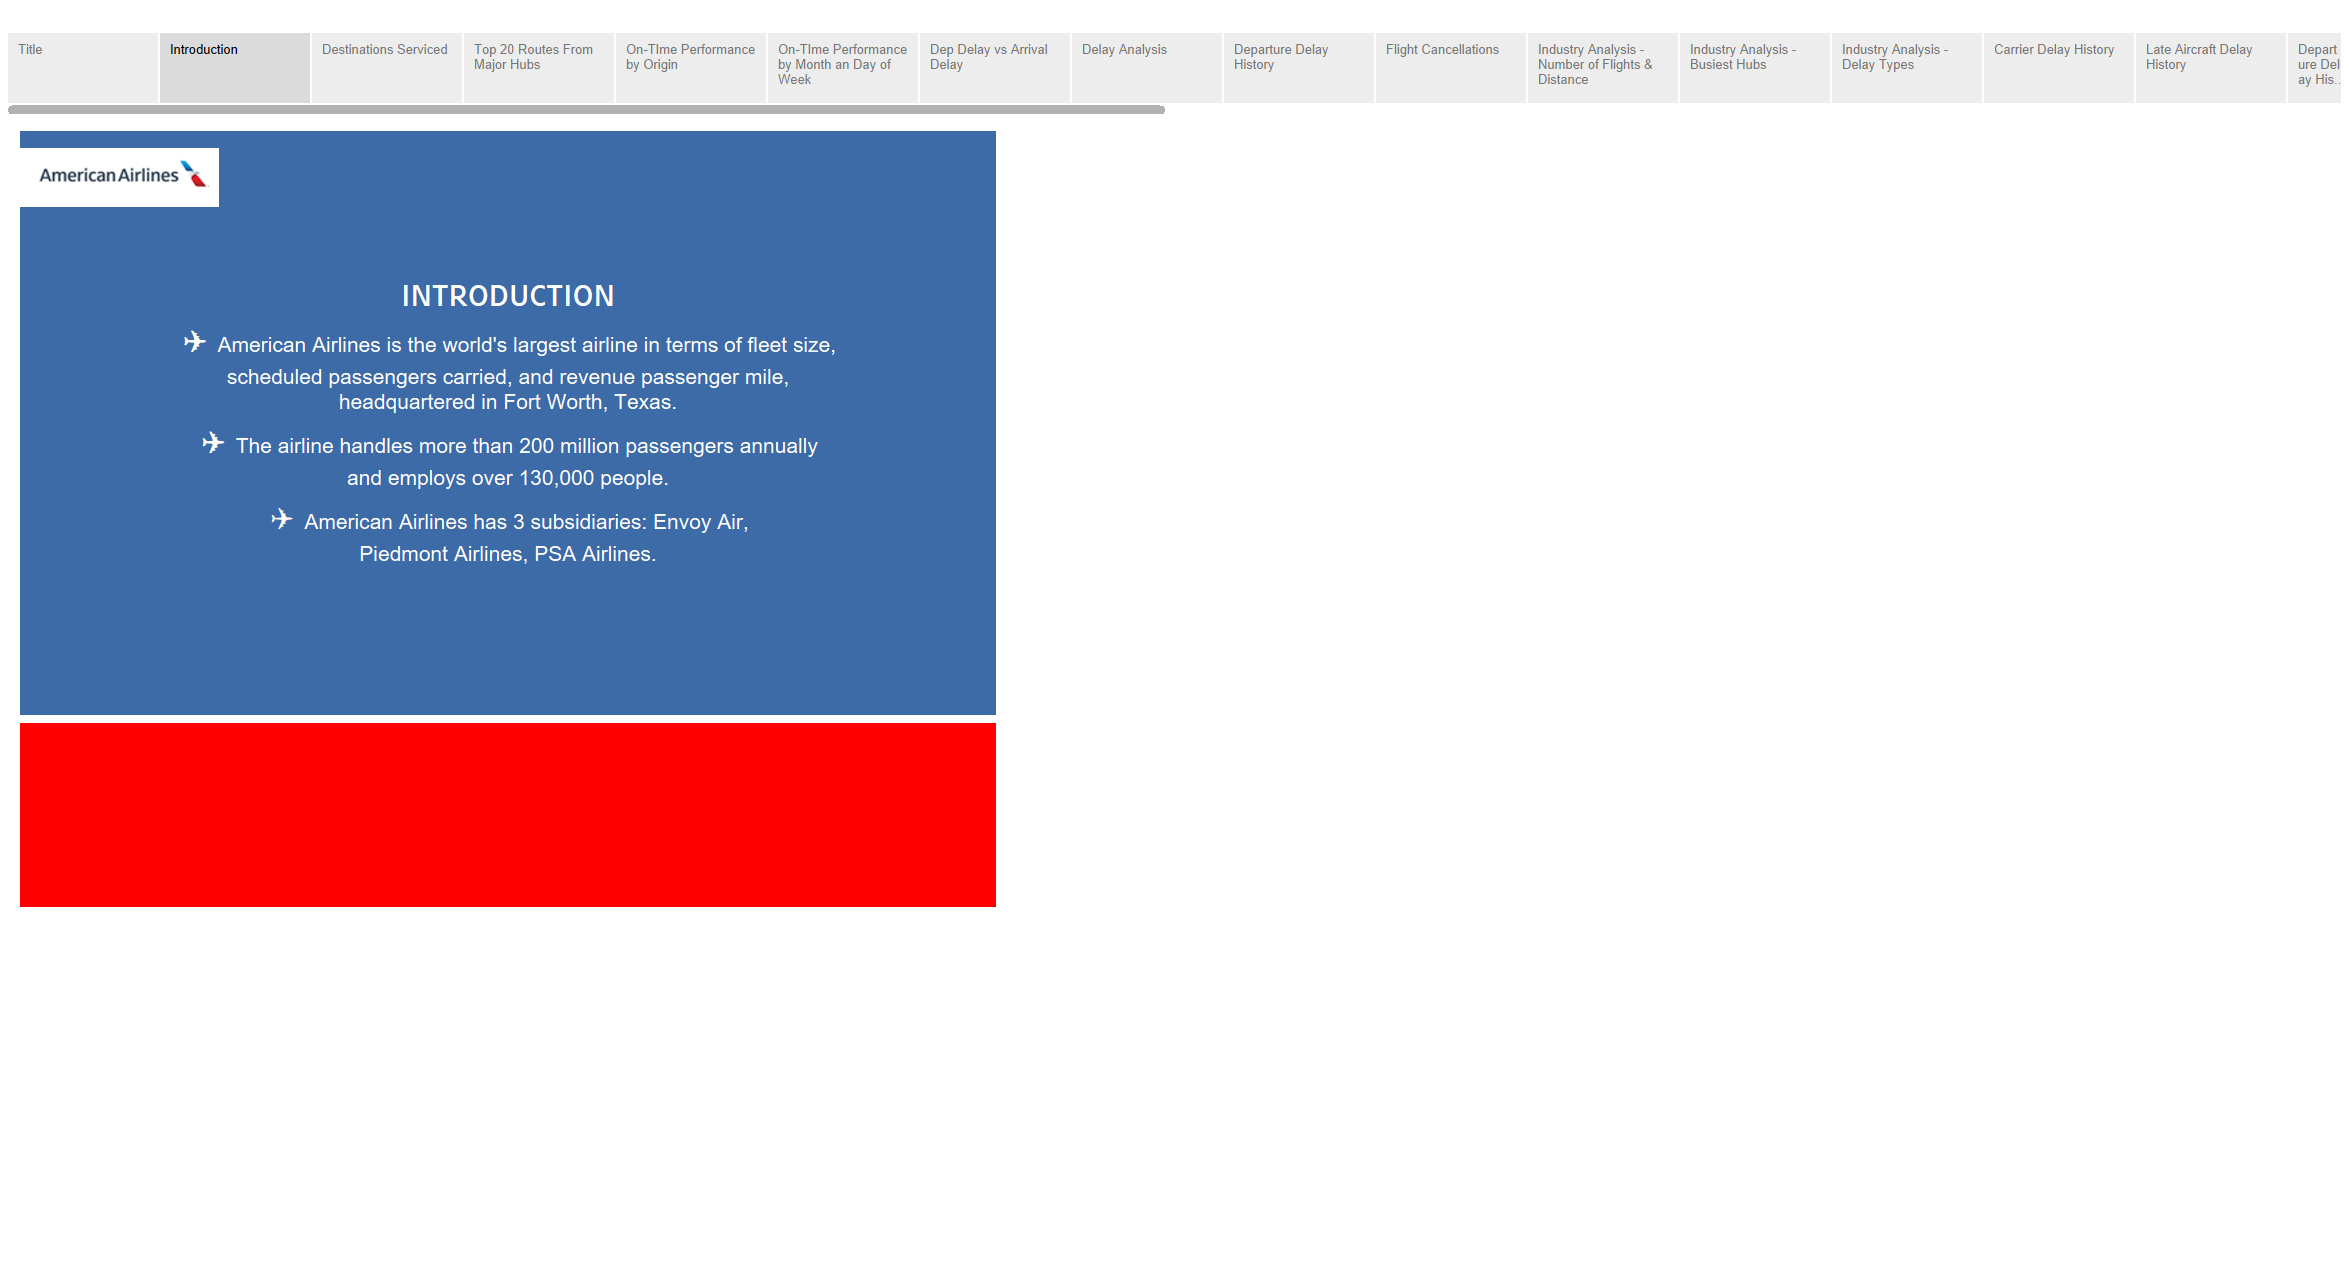 Title
Introduction
Destinations Serviced
Top 20 Routes From
Major Hubs
On-TIme Performance
by Origin
On-TIme Performance
by Month an Day of
Week
Dep Delay vs Arrival
Delay
Delay Analysis
Departure Delay
History
Flight Cancellations
Industry Analysis -
Number of Flights &
Distance
Industry Analysis -
Busiest Hubs
Industry Analysis -
Delay Types
Carrier Delay History
Late Aircraft Delay
History
Depart
ure Del
ay His..
American Airlines
INTRODUCTION
✈ American Airlines is the world's largest airline in terms of fleet size,
scheduled passengers carried, and revenue passenger mile,
headquartered in Fort Worth, Texas.
✈ The airline handles more than 200 million passengers annually
and employs over 130,000 people.
✈ American Airlines has 3 subsidiaries: Envoy Air,
Piedmont Airlines, PSA Airlines.